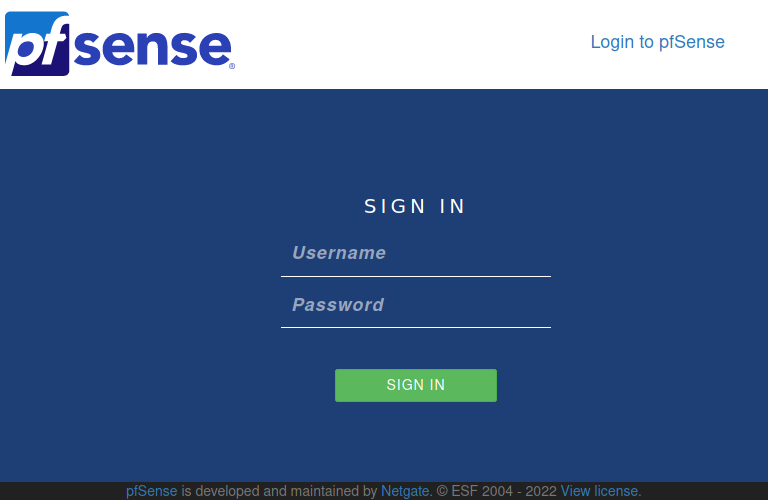 pfsense®
Login to pfSense
SIGN IN
Username
Password
SIGN IN
pfSense is developed and maintained by Netgate. © ESF 2004 - 2022 View license.